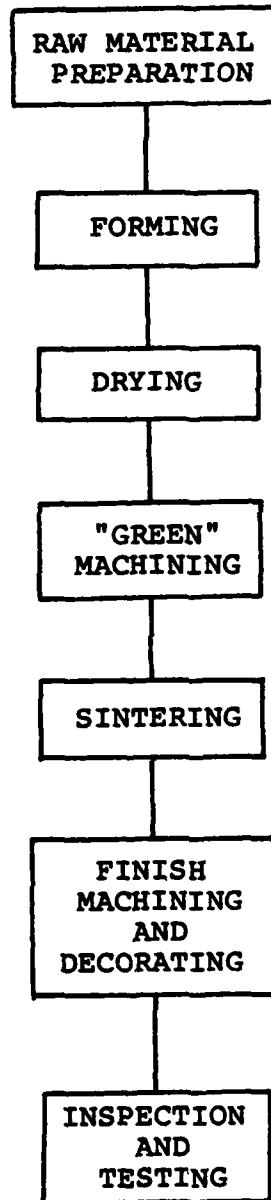 RAW MATERIAL
PREPARATION
FORMING
DRYING
"GREEN"
MACHINING
SINTERING
FINISH
MACHINING
AND
DECORATING
INSPECTION
AND
TESTING